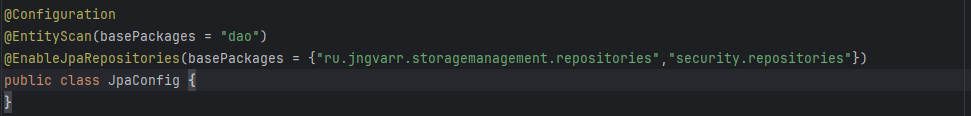 @Configuration
@EntityScan(basePackages = "dao")
@EnableJpaRepositories(basePackages = {"ru.jngvarr.storagemanagement.repositories","security.repositories"})
public class JpaConfig {
}